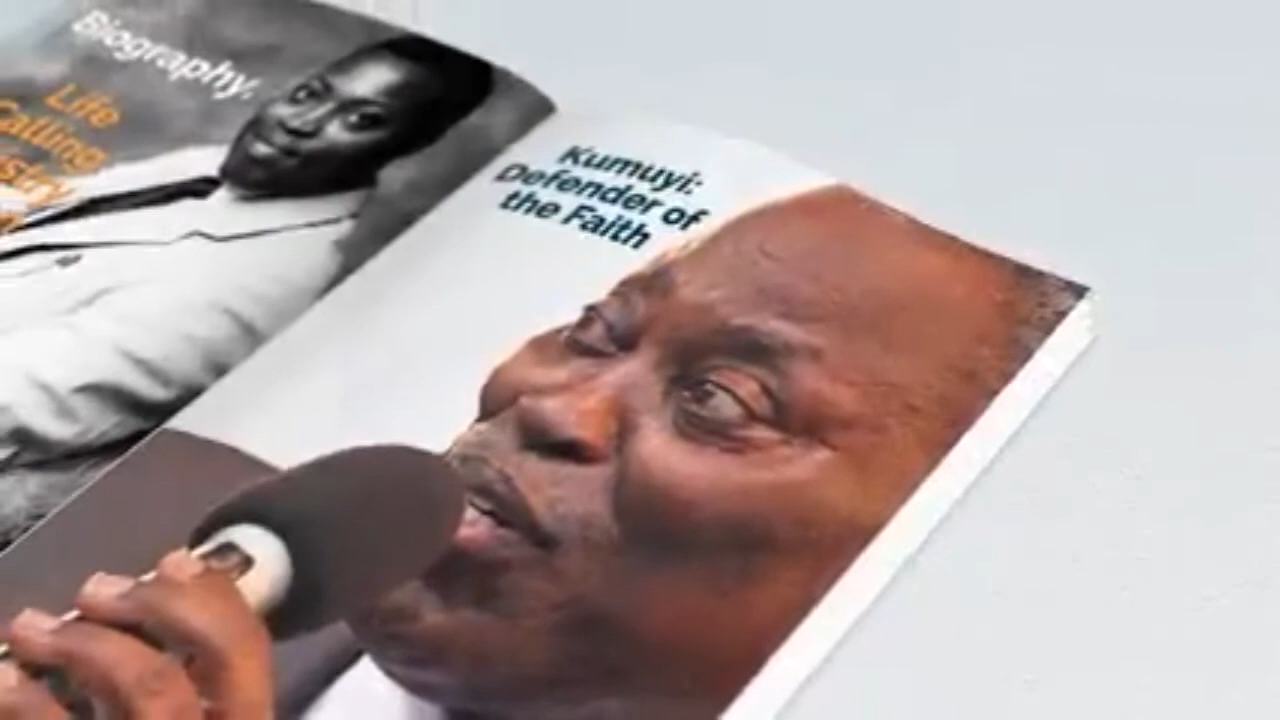 Biography.
Life
Calling
Kumuyi:
Defender of
the Faith